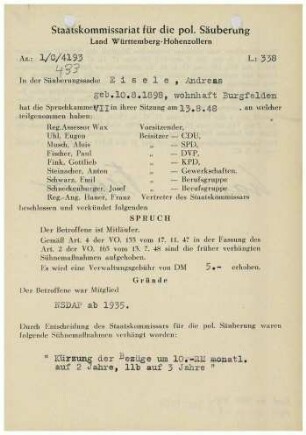 Staatskommissariat für die pol. Säuberung
Land Württemberg-Hohenzollern
Az.: 1/C/4193 L: 338
493
In der Säuberungssache E i s e l e , Andreas
geb.10.8.1898, wohnhaft Burgfelden
hat die Spruchkammer VII in ihrer Sitzung am 13.8.48 , an welcher
teilgenommen haben:
Reg.Assessor Wax Vorsitzender,
Uhl, Eugen Beisitzer — CDU,
Musch, Alois „ — SPD,
Fischer, Paul „ — DVP,
Fink, Gottlieb „ — KPD,
Steinacher, Anton „ — Gewerkschaften,
Schwarz, Emil „ — Berufsgruppe
Schneckenburger, Josef „ — Berufsgruppe
Reg.-Ang. Hauer, Franz Vertreter des Staatskommissars
beschlossen und verkündet folgenden
SPRUCH
Der Betroffene ist Mitläufer.
Gemäß Art. 4 der VO. 133 vom 17. 11. 47 in der Fassung des
Art. 2 der VO. 165 vom 13. 7. 48 sind die früher verhängten
Sühnemaßnahmen aufgehoben.
Es wird eine Verwaltungsgebühr von DM 5.- erhoben.
Gründe
Der Betroffene war Mitglied
NSDAP ab 1935.
Durch Entscheidung des Staatskommissars für die pol. Säuberung waren
folgende Sühnemaßnahmen verhängt worden:
" Kürzung der Bezüge um 10.-RM monatl.
auf 2 Jahre, 11b auf 3 Jahre "